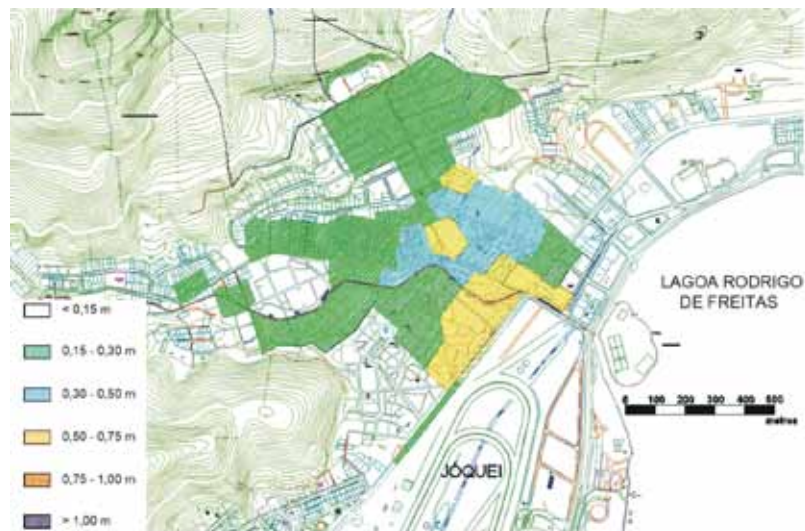 LAGOA RODRIGO
DE FREITAS
< 0,15 m
0,15 - 0,30 m
0,30 - 0,50 m
0,50 - 0,75 m
0,75 - 1,00 m
> 1,00 m
0 100 200 300 400 500
metros
JÓQUEI